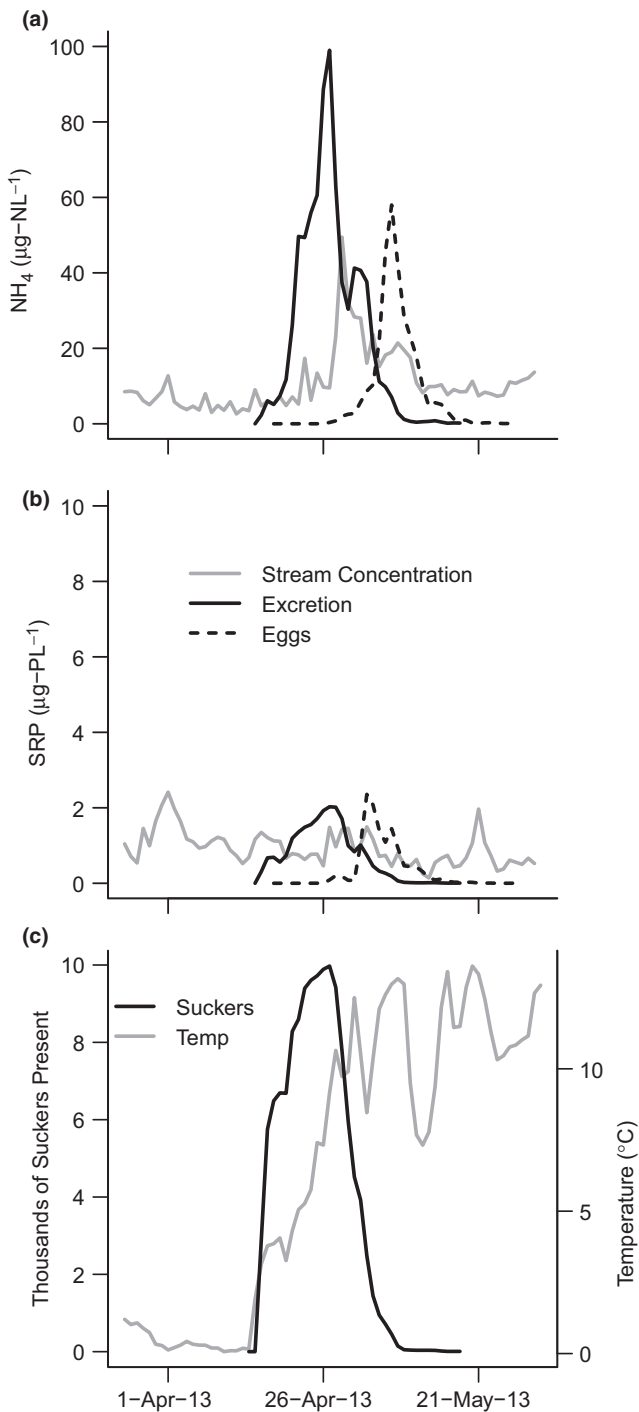 (a)
100
80
60
40
20
0
NH4 (μg−NL−1)
(b)
10
8
6
4
2
0
SRP (μg−PL−1)
Stream Concentration
Excretion
Eggs
(c)
10
8
6
4
2
0
Thousands of Suckers Present
Suckers
Temp
10
5
0
Temperature (°C)
1−Apr−13 26−Apr−13 21−May−13